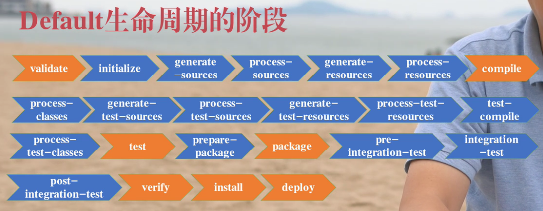 Default生命周期的阶段
validate
initialize
generate
-sources
process-
sources
generate-
resources
process-
resources
compile
process-
classes
generate-
test-sources
process-
test-sources
generate-
test-resources
process-test-
resources
test-
compile
process-
test-classes
test
prepare-
package
package
pre-
integration-test
integration
-test
post-
integration-test
verify
install
deploy